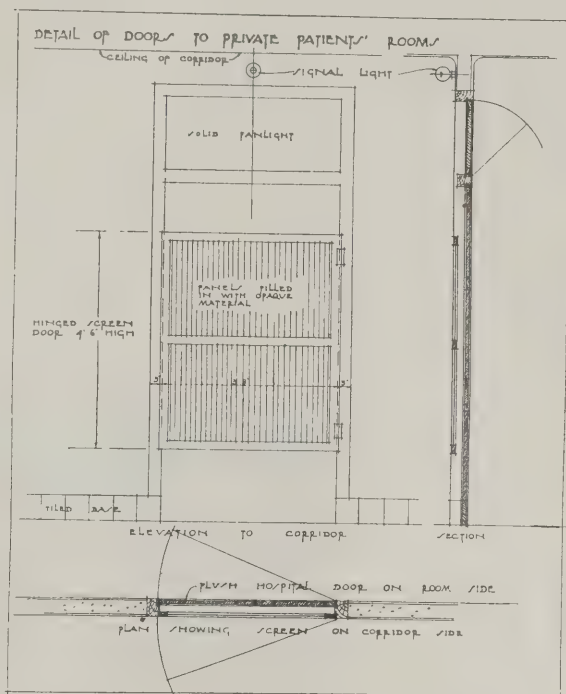 DETAIL OF DOORS TO PRIVATE PATIENTS' ROOMS
CEILING OF CORRIDOR
SIGNAL LIGHT
SOLID FANLIGHT
PANELS FILLED
IN WITH OPAQUE
MATERIAL
HINGED SCREEN
DOOR 4' 6" HIGH
3"
3"
TILED BASE
ELEVATION TO CORRIDOR
SECTION
FLUSH HOSPITAL DOOR ON ROOM SIDE
PLAN SHOWING SCREEN ON CORRIDOR SIDE